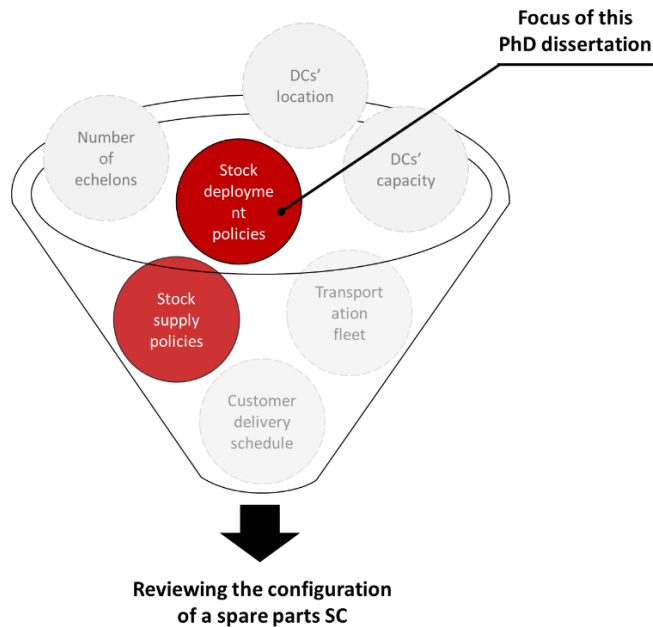 Focus of this
PhD dissertation
DCs'
location
Number
of
echelons
DCs'
capacity
Stock
deployme
nt
policies
Stock
supply
policies
Transport
ation
fleet
Customer
delivery
schedule
Reviewing the configuration
of a spare parts SC